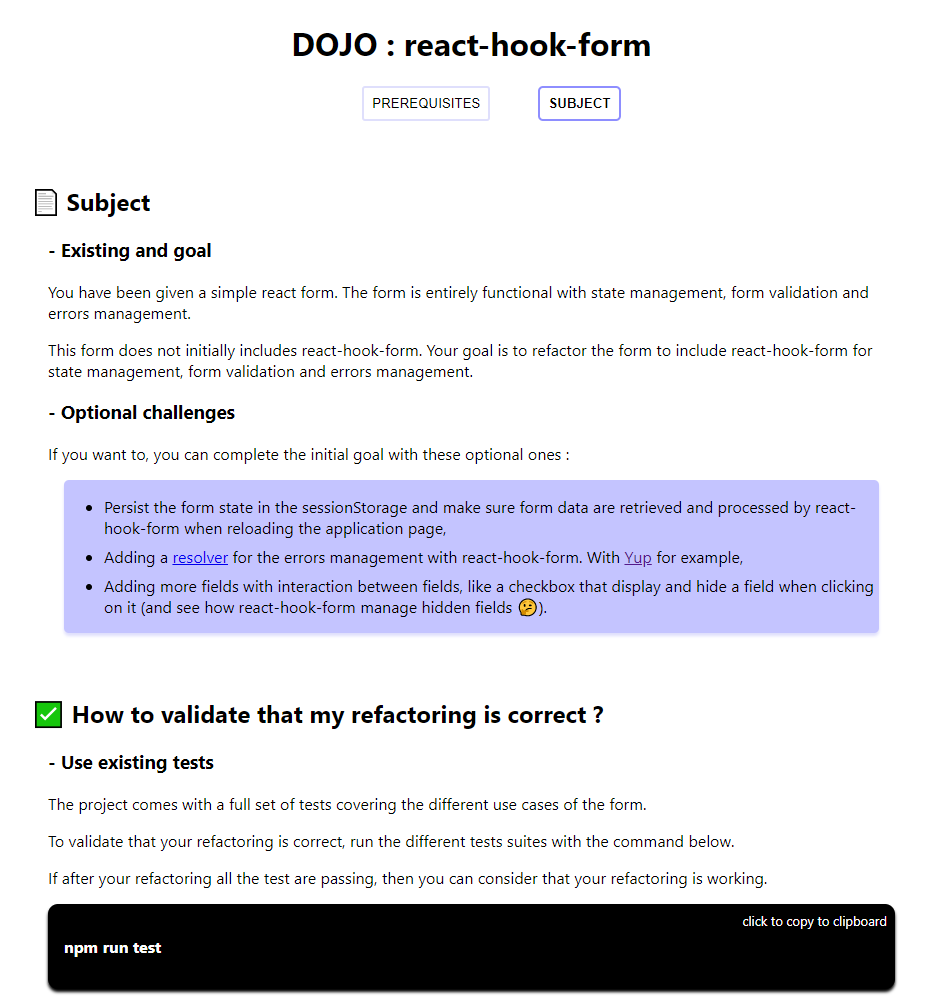 DOJO : react-hook-form
PREREQUISITES
SUBJECT
Subject
- Existing and goal
You have been given a simple react form. The form is entirely functional with state management, form validation and
errors management.
This form does not initially includes react-hook-form. Your goal is to refactor the form to include react-hook-form for
state management, form validation and errors management.
- Optional challenges
If you want to, you can complete the initial goal with these optional ones :
• Persist the form state in the sessionStorage and make sure form data are retrieved and processed by react-
hook-form when reloading the application page,
• Adding a resolver for the errors management with react-hook-form. With Yup for example,
• Adding more fields with interaction between fields, like a checkbox that display and hide a field when clicking
on it (and see how react-hook-form manage hidden fields 🤔).
How to validate that my refactoring is correct ?
- Use existing tests
The project comes with a full set of tests covering the different use cases of the form.
To validate that your refactoring is correct, run the different tests suites with the command below.
If after your refactoring all the test are passing, then you can consider that your refactoring is working.
click to copy to clipboard
npm run test